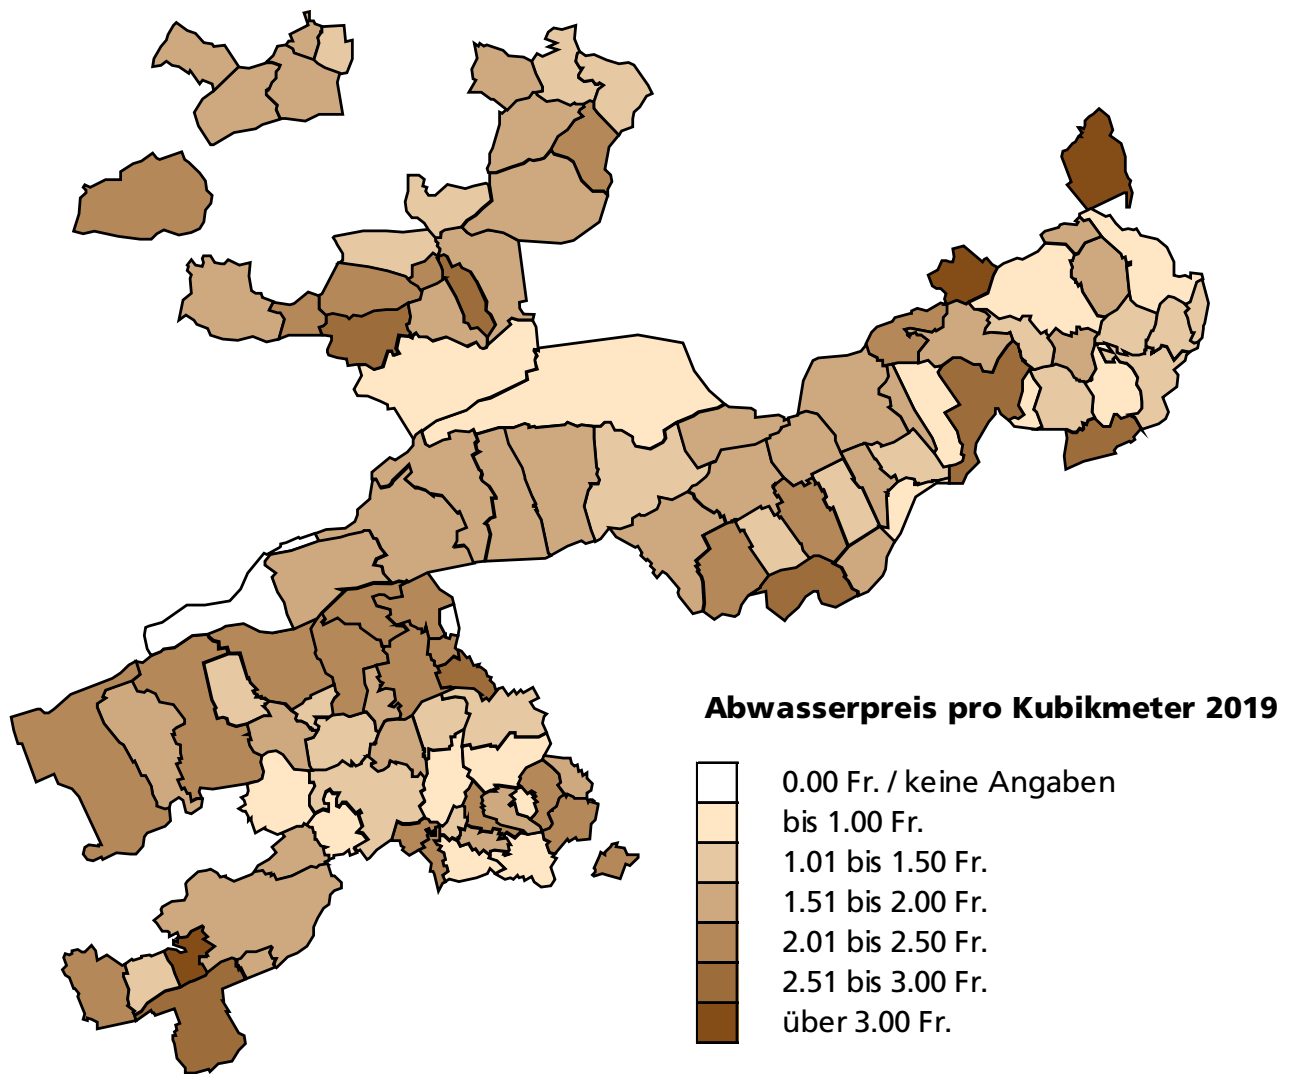 Abwasserpreis pro Kubikmeter 2019
0.00 Fr. / keine Angaben
bis 1.00 Fr.
1.01 bis 1.50 Fr.
1.51 bis 2.00 Fr.
2.01 bis 2.50 Fr.
2.51 bis 3.00 Fr.
über 3.00 Fr.